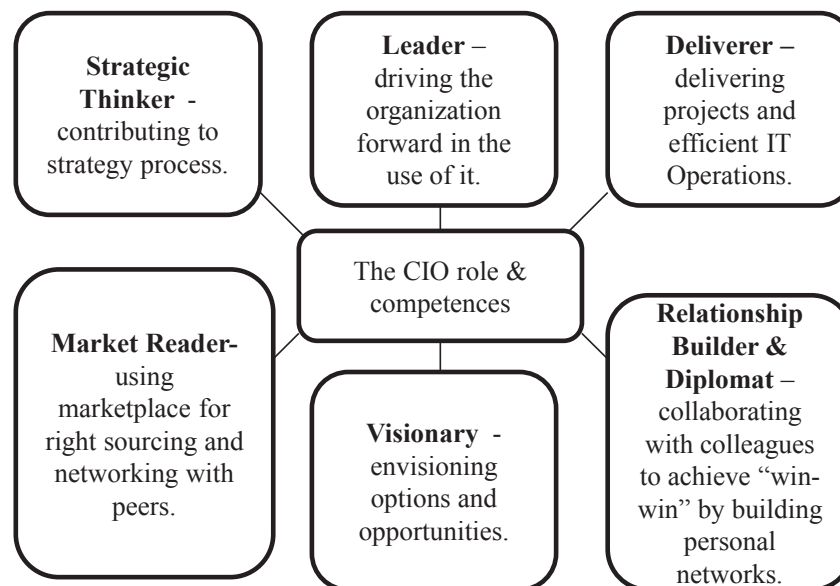 Strategic
Thinker -
contributing to
strategy process.
Leader –
driving the
organization
forward in the
use of it.
Deliverer –
delivering
projects and
efficient IT
Operations.
The CIO role &
competences
Market Reader-
using
marketplace for
right sourcing and
networking with
peers.
Visionary -
envisioning
options and
opportunities.
Relationship
Builder &
Diplomat –
collaborating
with colleagues
to achieve “win-
win” by building
personal
networks.